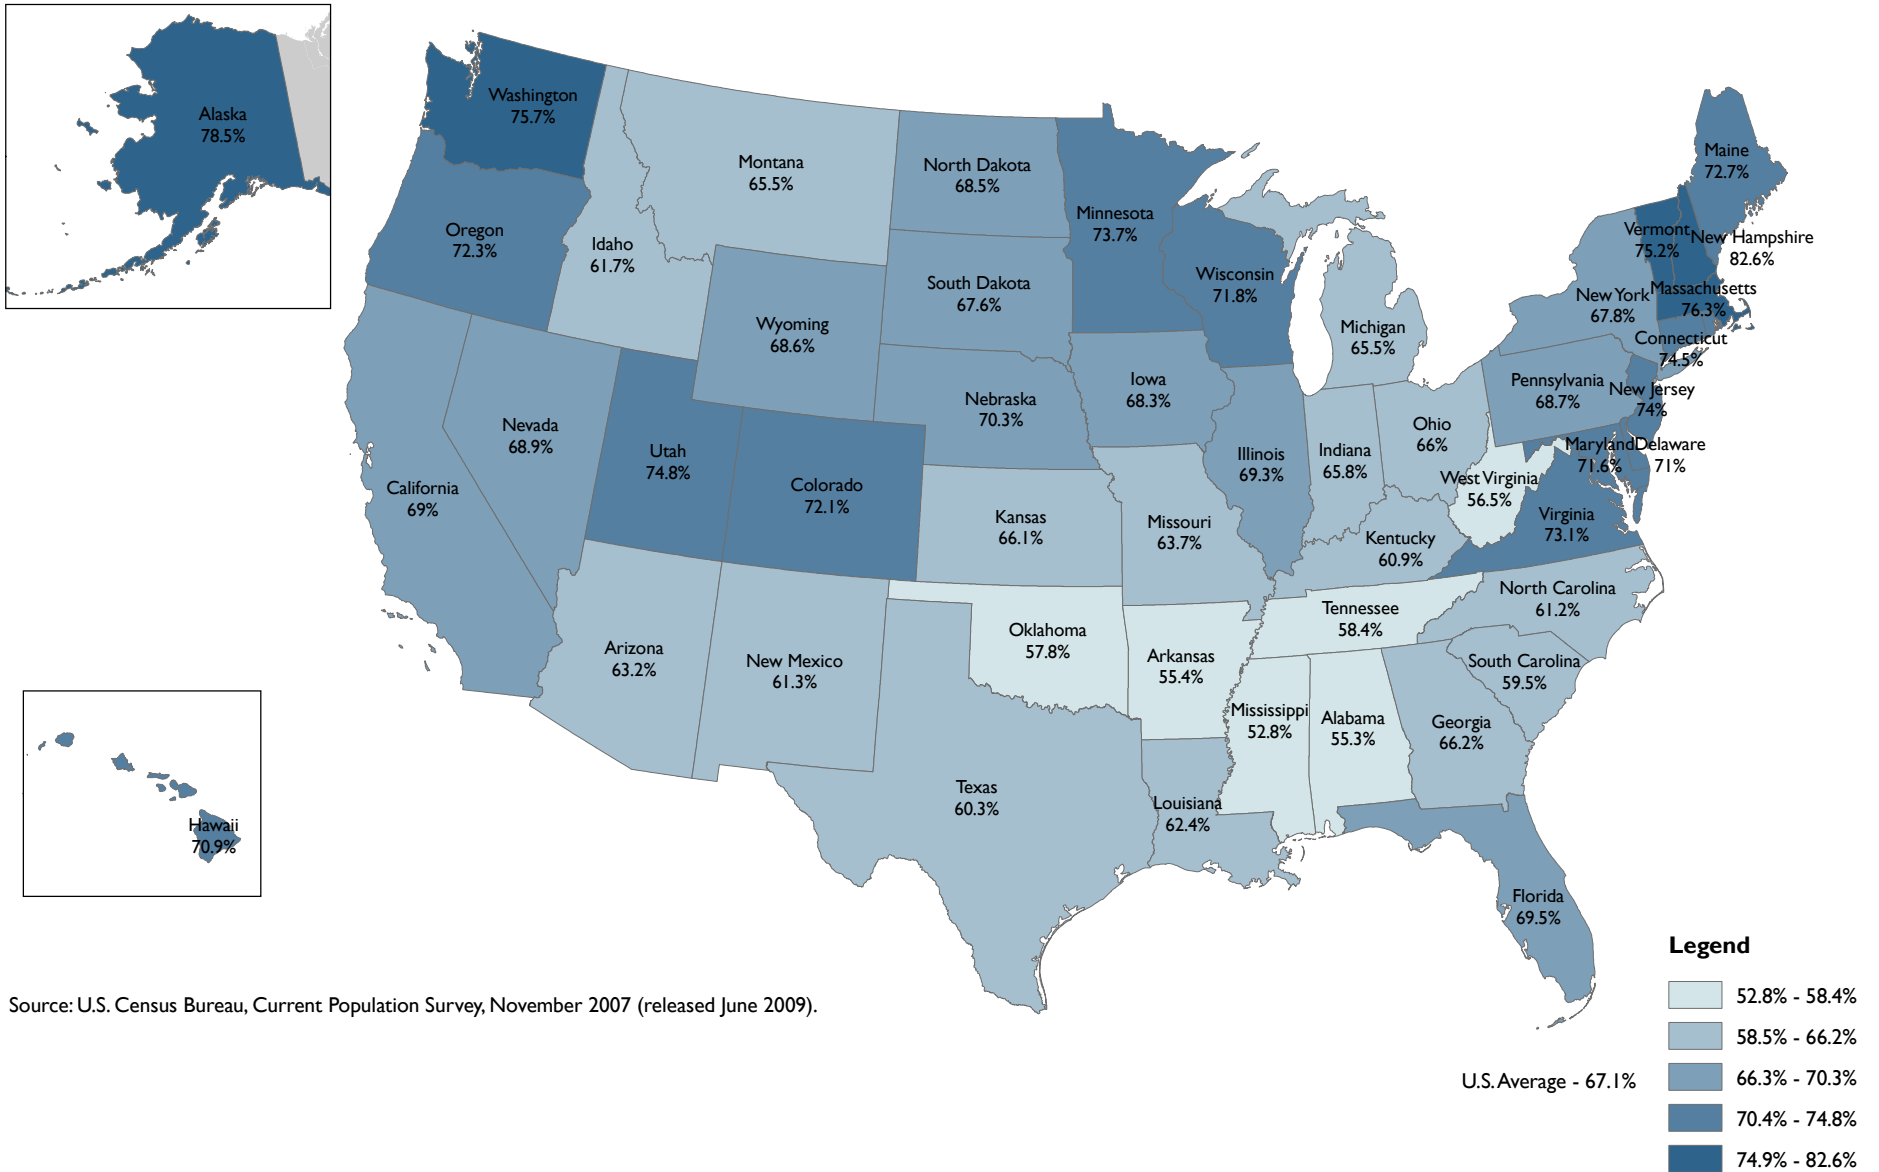 Alaska
78.5%
Washington
75.7%
Montana
65.5%
North Dakota
68.5%
Minnesota
73.7%
Maine
72.7%
Oregon
72.3%
Idaho
61.7%
Wyoming
68.6%
South Dakota
67.6%
Wisconsin
71.8%
Michigan
65.5%
Vermont
75.2%
New Hampshire
82.6%
New York
67.8%
Massachusetts
76.3%
Connecticut
74.5%
Pennsylvania
68.7%
New Jersey
74%
Nevada
68.9%
Utah
74.8%
Colorado
72.1%
Nebraska
70.3%
Iowa
68.3%
Illinois
69.3%
Indiana
65.8%
Ohio
66%
West Virginia
56.5%
Maryland
71.6%
Delaware
71%
California
69%
Kansas
66.1%
Missouri
63.7%
Kentucky
60.9%
Virginia
73.1%
Arizona
63.2%
New Mexico
61.3%
Oklahoma
57.8%
Arkansas
55.4%
Tennessee
58.4%
North Carolina
61.2%
South Carolina
59.5%
Texas
60.3%
Louisiana
62.4%
Mississippi
52.8%
Alabama
55.3%
Georgia
66.2%
Hawaii
70.9%
Florida
69.5%
Source: U.S. Census Bureau, Current Population Survey, November 2007 (released June 2009).
U.S. Average - 67.1%
Legend
52.8% - 58.4%
58.5% - 66.2%
66.3% - 70.3%
70.4% - 74.8%
74.9% - 82.6%